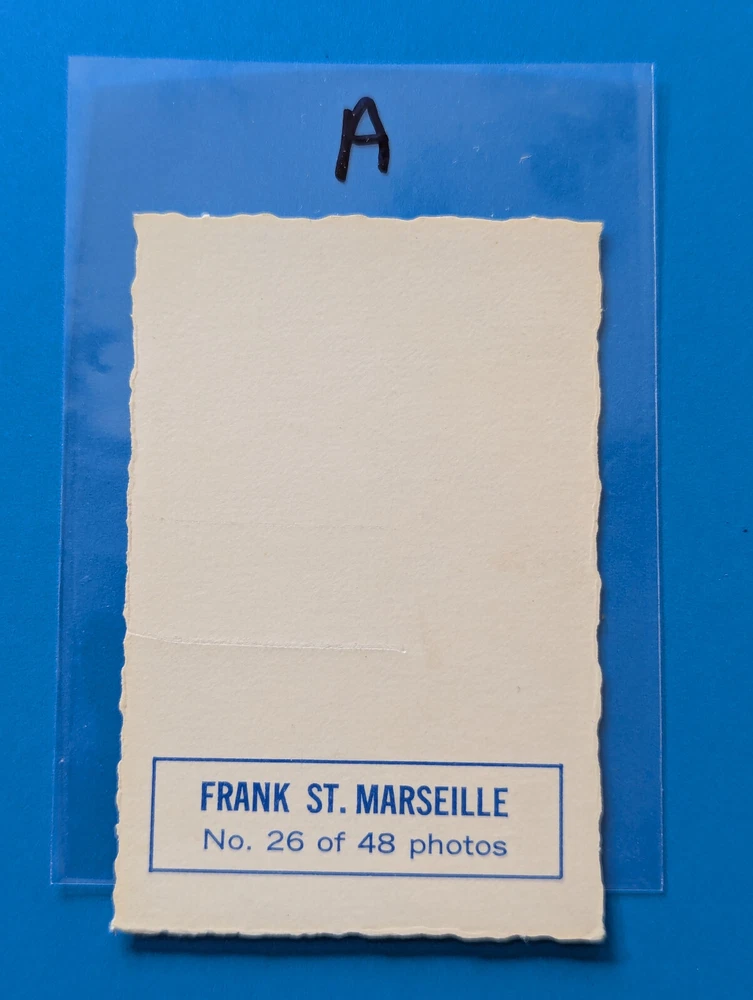 A
FRANK ST. MARSEILLE
No. 26 of 48 photos